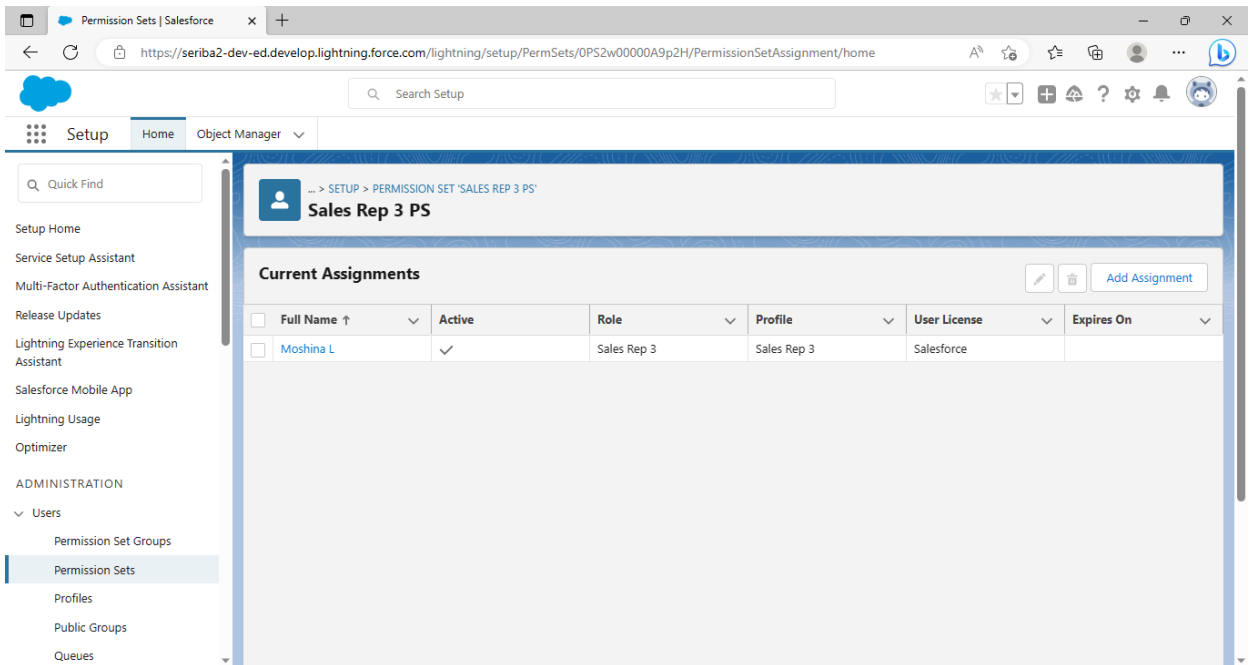 Permission Sets | Salesforce
https://seriba2-dev-ed.develop.lightning.force.com/lightning/setup/PermSets/0PS2w00000A9p2H/PermissionSetAssignment/home
Search Setup
Setup Home Object Manager
Quick Find
Setup Home
Service Setup Assistant
Multi-Factor Authentication Assistant
Release Updates
Lightning Experience Transition
Assistant
Salesforce Mobile App
Lightning Usage
Optimizer
ADMINISTRATION
Users
Permission Set Groups
Permission Sets
Profiles
Public Groups
Queues
... > SETUP > PERMISSION SET 'SALES REP 3 PS'
Sales Rep 3 PS
Current Assignments
Add Assignment
Full Name ↑ Active Role Profile User License Expires On
Moshina L Sales Rep 3 Sales Rep 3 Salesforce